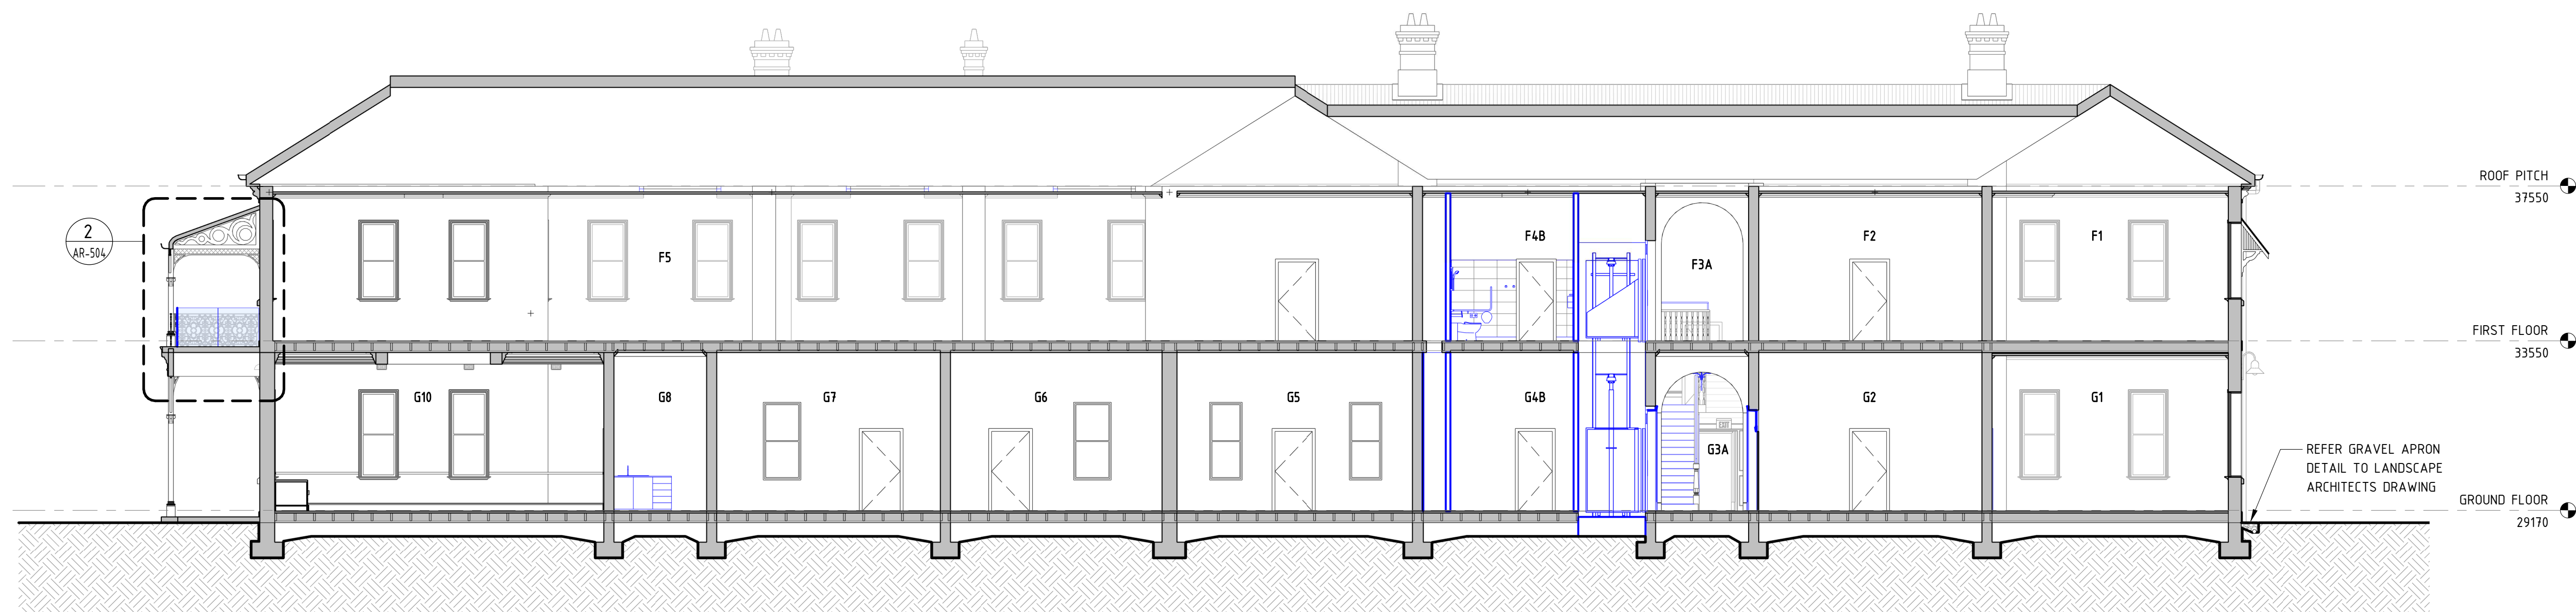 ROOF PITCH
37550
2
AR-504
F5
F4B
F3A
F2
F1
FIRST FLOOR
33550
G10
G8
G7
G6
G5
G4B
EXIT
G3A
G2
G1
REFER GRAVEL APRON
DETAIL TO LANDSCAPE
ARCHITECTS DRAWING
GROUND FLOOR
29170